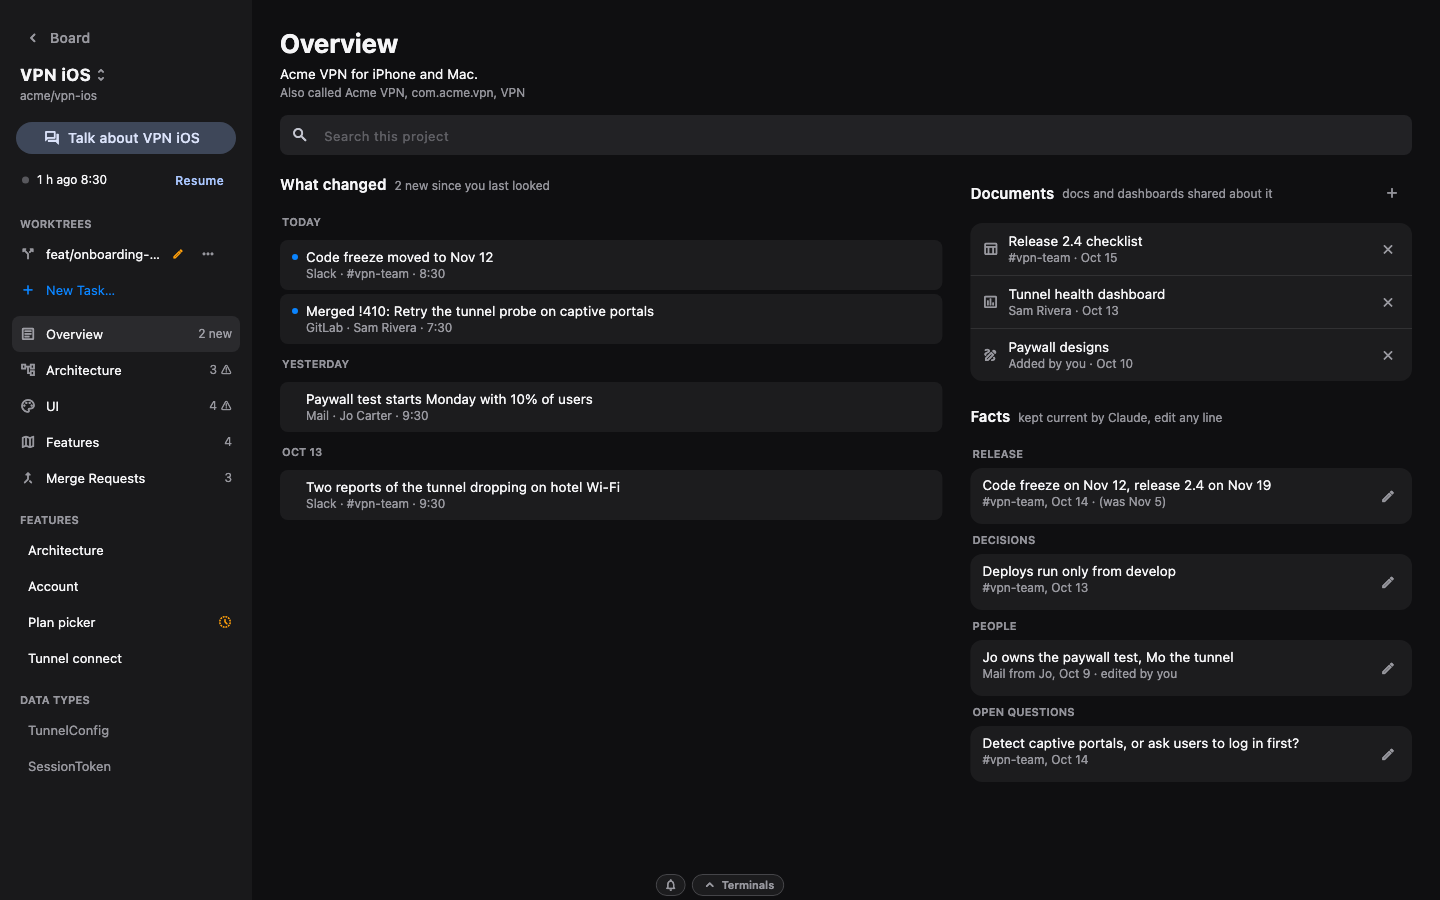 Board
VPN iOS
acme/vpn-ios
Talk about VPN iOS
1 h ago 8:30
Resume
WORKTREES
feat/onboarding-...
New Task...
Overview
2 new
Architecture
3
UI
4
Features
4
Merge Requests
3
FEATURES
Architecture
Account
Plan picker
Tunnel connect
DATA TYPES
TunnelConfig
SessionToken
Overview
Acme VPN for iPhone and Mac.
Also called Acme VPN, com.acme.vpn, VPN
Search this project
What changed 2 new since you last looked
TODAY
Code freeze moved to Nov 12
Slack · #vpn-team · 8:30
Merged !410: Retry the tunnel probe on captive portals
GitLab · Sam Rivera · 7:30
YESTERDAY
Paywall test starts Monday with 10% of users
Mail · Jo Carter · 9:30
OCT 13
Two reports of the tunnel dropping on hotel Wi-Fi
Slack · #vpn-team · 9:30
Documents docs and dashboards shared about it
Release 2.4 checklist
#vpn-team · Oct 15
Tunnel health dashboard
Sam Rivera · Oct 13
Paywall designs
Added by you · Oct 10
Facts kept current by Claude, edit any line
RELEASE
Code freeze on Nov 12, release 2.4 on Nov 19
#vpn-team, Oct 14 · (was Nov 5)
DECISIONS
Deploys run only from develop
#vpn-team, Oct 13
PEOPLE
Jo owns the paywall test, Mo the tunnel
Mail from Jo, Oct 9 · edited by you
OPEN QUESTIONS
Detect captive portals, or ask users to log in first?
#vpn-team, Oct 14
Terminals